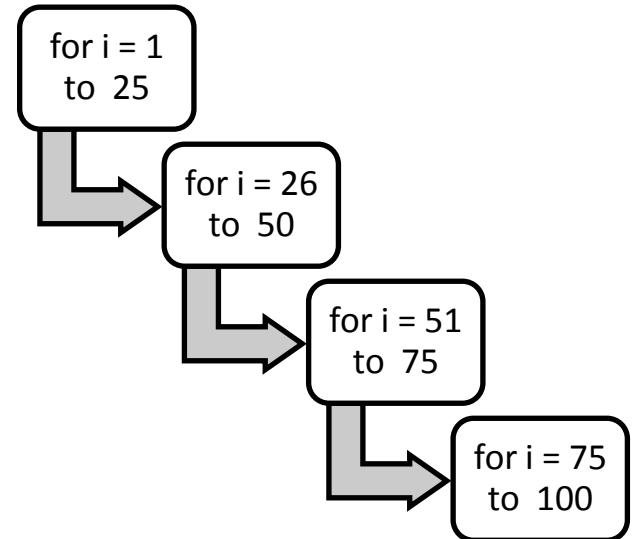 for i = 1
to 25
for i = 26
to 50
for i = 51
to 75
for i = 75
to 100